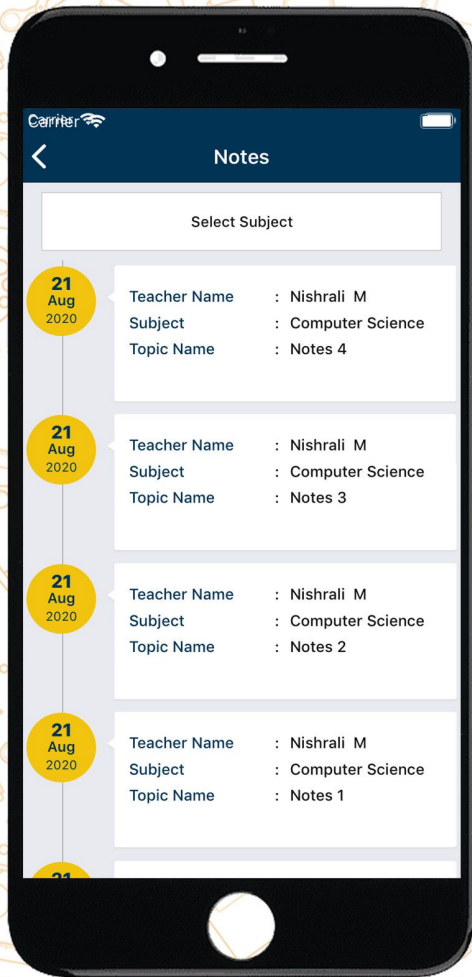 Carrier
Notes
Select Subject
21
Aug
2020
Teacher Name : Nishrali M
Subject : Computer Science
Topic Name : Notes 4
21
Aug
2020
Teacher Name : Nishrali M
Subject : Computer Science
Topic Name : Notes 3
21
Aug
2020
Teacher Name : Nishrali M
Subject : Computer Science
Topic Name : Notes 2
21
Aug
2020
Teacher Name : Nishrali M
Subject : Computer Science
Topic Name : Notes 1
21